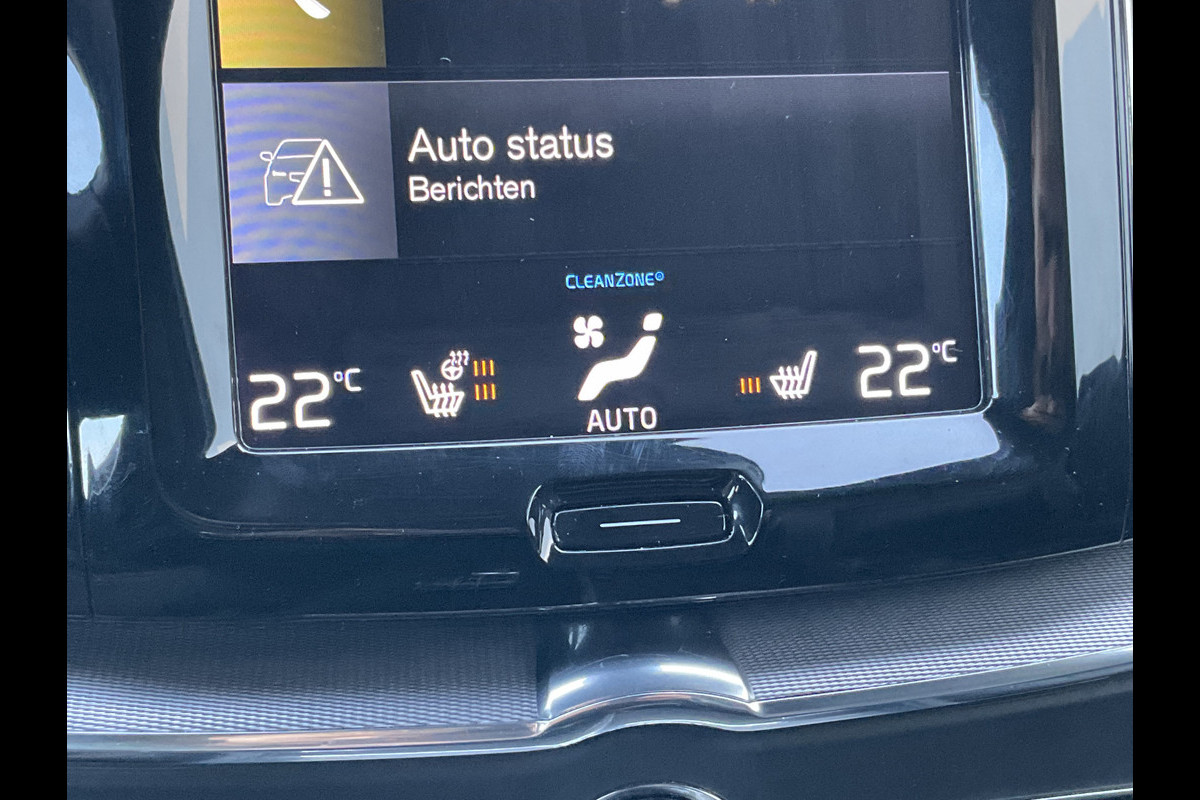 Auto status
Berichten
CLEANZONE
22°C
22°C
AUTO